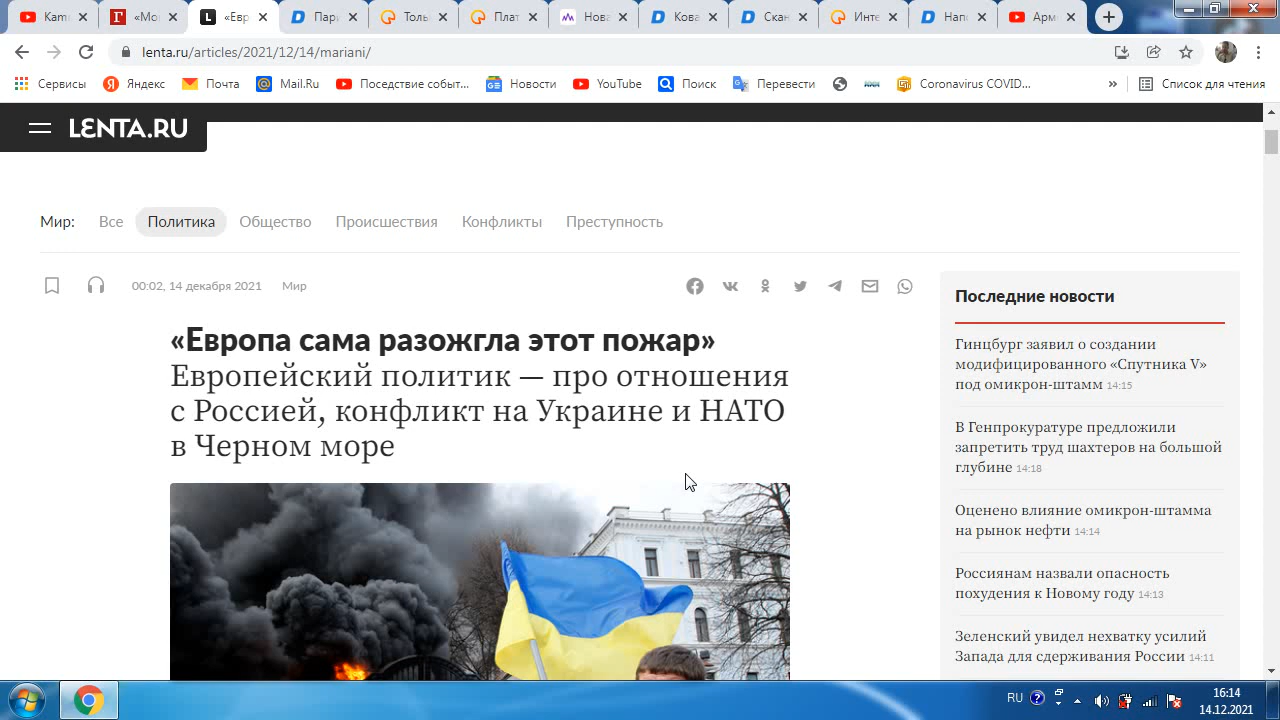 Kam
«Мо
«Евр
Пари
Толь
Плат
Нова
Кова
Скан
Инте
Нап
Арм
lenta.ru/articles/2021/12/14/mariani/
Сервисы
Яндекс
Почта
Mail.Ru
Поседствие событ...
Новости
YouTube
Поиск
Перевести
Coronavirus COVID...
»
Список для чтения
LENTA.RU
Мир: Все Политика Общество Происшествия Конфликты Преступность
00:02, 14 декабря 2021 Мир
«Европа сама разожгла этот пожар»
Европейский политик — про отношения
с Россией, конфликт на Украине и НАТО
в Черном море
Последние новости
Гинцбург заявил о создании
модифицированного «Спутника V»
под омикрон-штамм 14:15
В Генпрокуратуре предложили
запретить труд шахтеров на большой
глубине 14:18
Оценено влияние омикрон-штамма
на рынок нефти 14:14
Россиянам назвали опасность
похудения к Новому году 14:13
Зеленский увидел нехватку усилий
Запада для сдерживания России 14:11
RU
16:14
14.12.2021